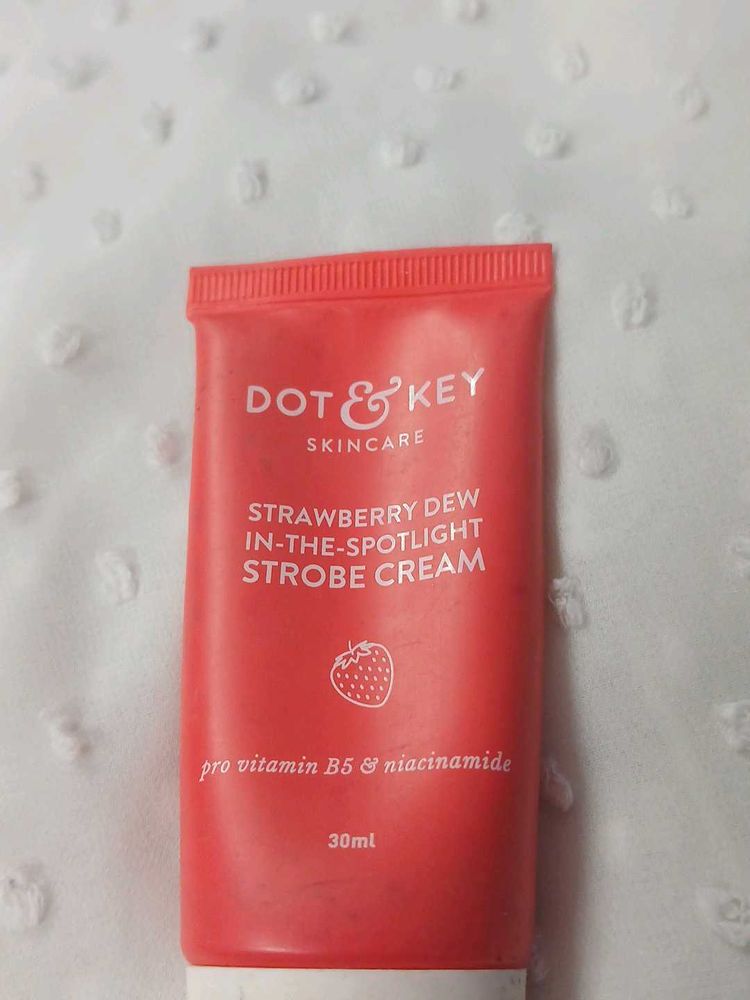 DOT & KEY
SKINCARE
STRAWBERRY DEW
IN-THE-SPOTLIGHT
STROBE CREAM
pro vitamin B5 & niacinamide
30ml